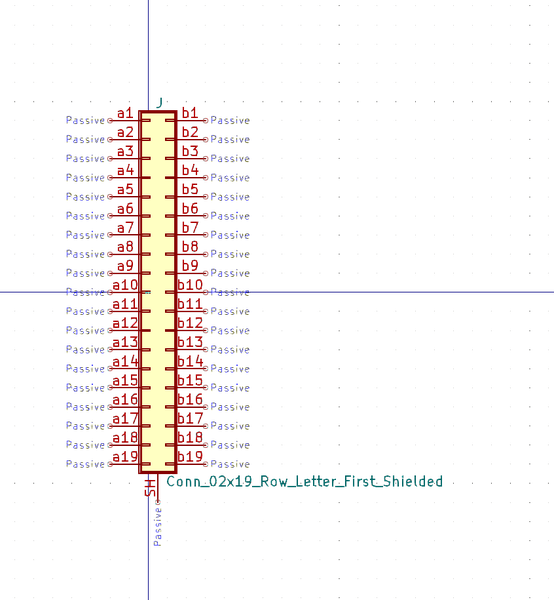 J
Passive a1 b1 Passive
Passive a2 b2 Passive
Passive a3 b3 Passive
Passive a4 b4 Passive
Passive a5 b5 Passive
Passive a6 b6 Passive
Passive a7 b7 Passive
Passive a8 b8 Passive
Passive a9 b9 Passive
Passive a10 b10 Passive
Passive a11 b11 Passive
Passive a12 b12 Passive
Passive a13 b13 Passive
Passive a14 b14 Passive
Passive a15 b15 Passive
Passive a16 b16 Passive
Passive a17 b17 Passive
Passive a18 b18 Passive
Passive a19 b19 Passive
SH Conn_02x19_Row_Letter_First_Shielded
Passive